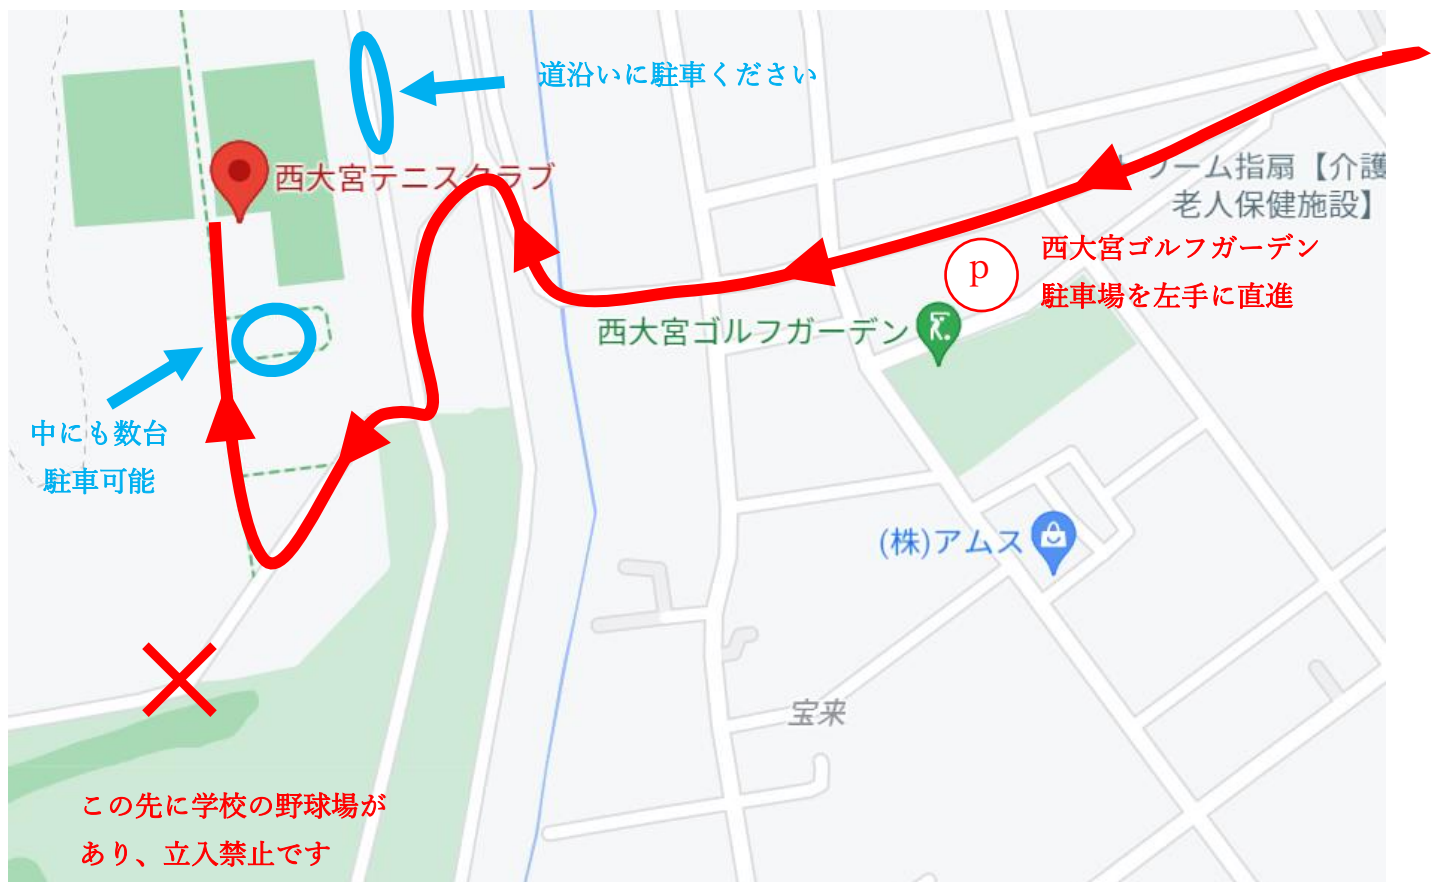 道沿いに駐車ください
西大宮テニスクラブ
ーム指扇【介護
老人保健施設】
西大宮ゴルフガーデン
駐車場を左手に直進
p
西大宮ゴルフガーデン
中にも数台
駐車可能
(株)アムス
宝来
この先に学校の野球場が
あり、立入禁止です